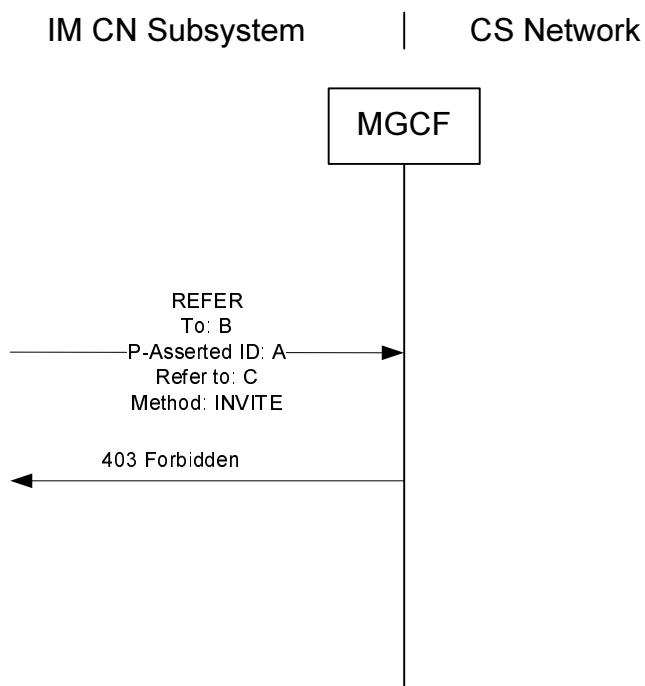 IM CN Subsystem | CS Network
MGCF
REFER
To: B
P-Asserted ID: A
Refer to: C
Method: INVITE
403 Forbidden